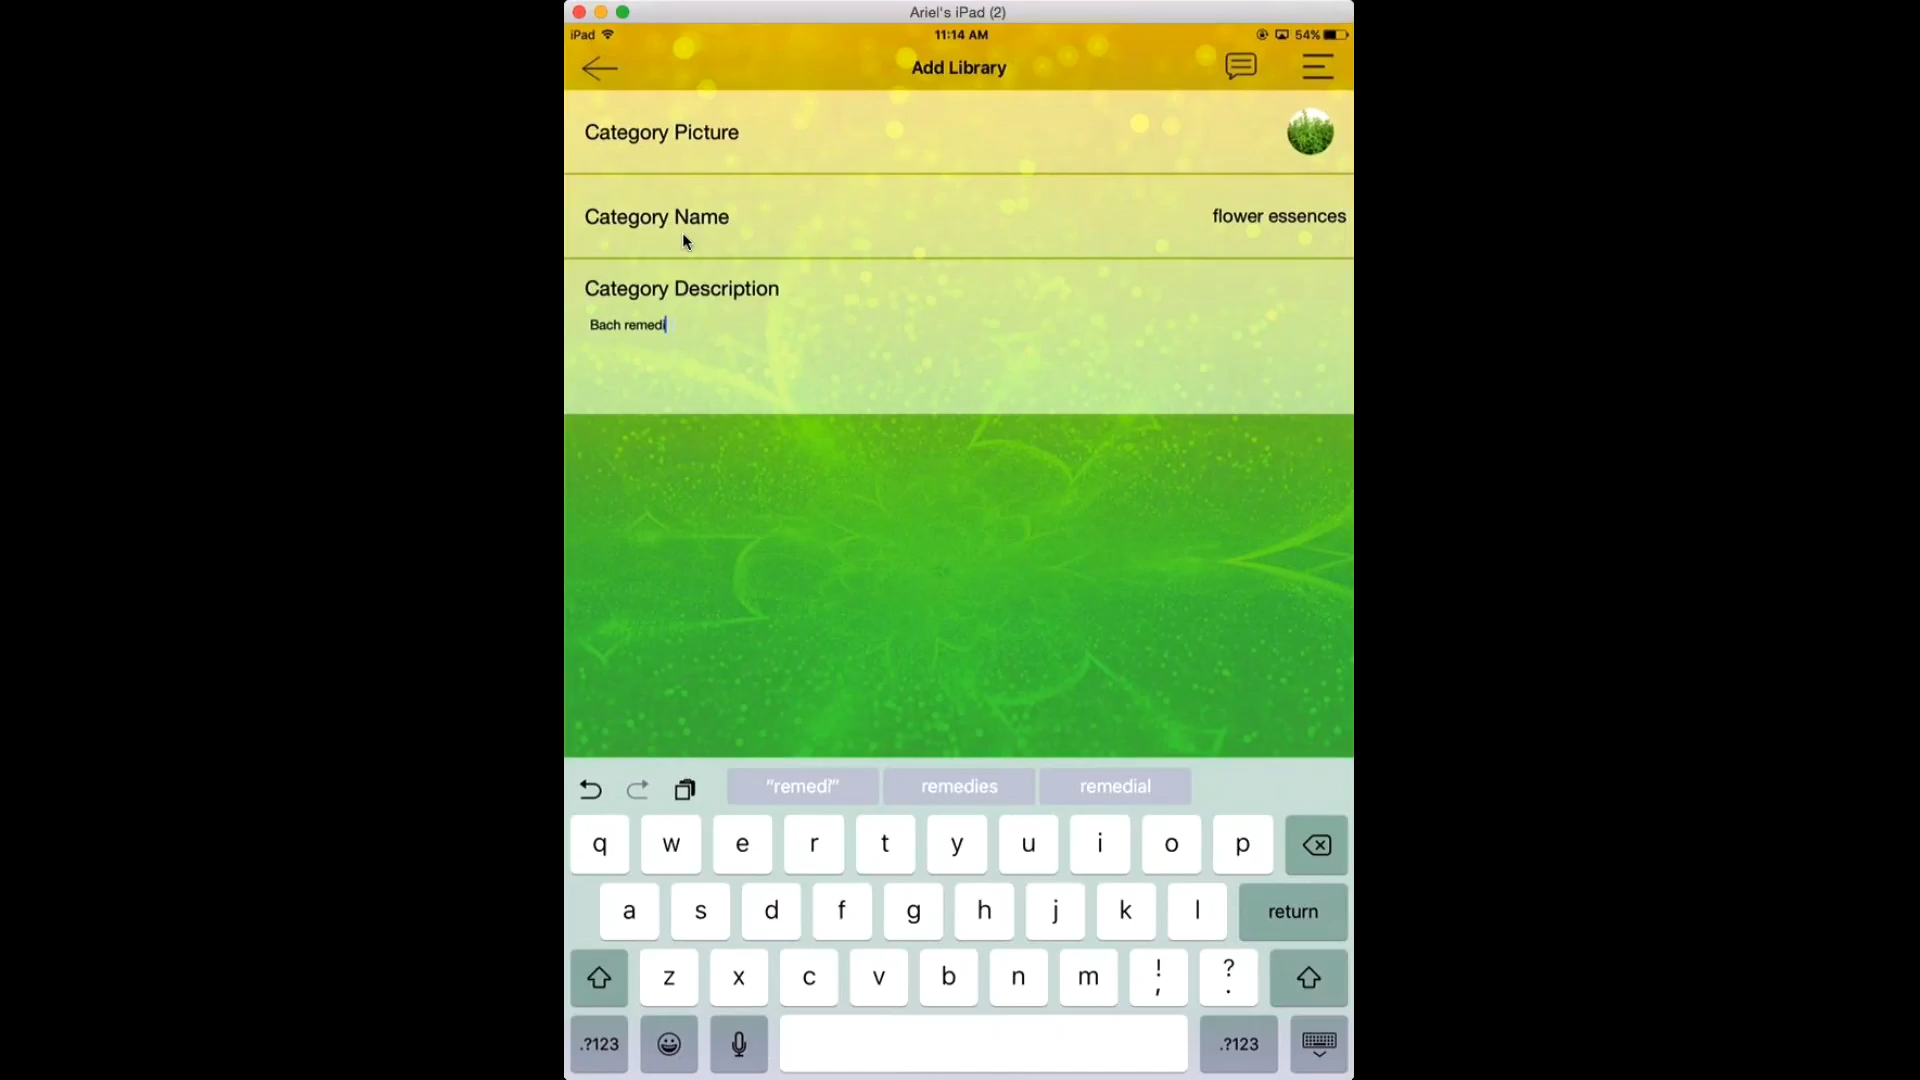 Ariel's iPad (2)
iPad 11:14 AM 54%
Add Library
Category Picture
Category Name flower essences
Category Description
Bach remedi
"remedi" remedies remedial
q w e r t y u i o p
a s d f g h j k l return
z x c v b n m ! , ? .
.?123 .?123